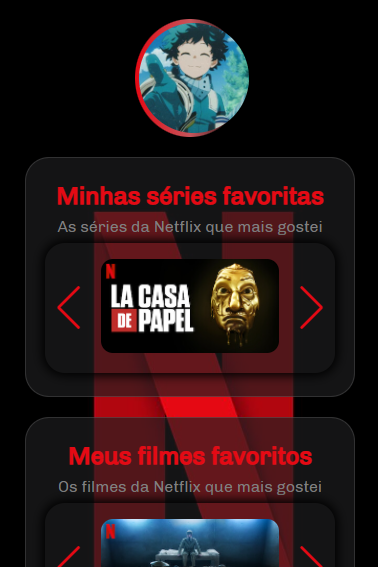 Minhas séries favoritas
As séries da Netflix que mais gostei
N
LA CASA
DE PAPEL
Meus filmes favoritos
Os filmes da Netflix que mais gostei
N